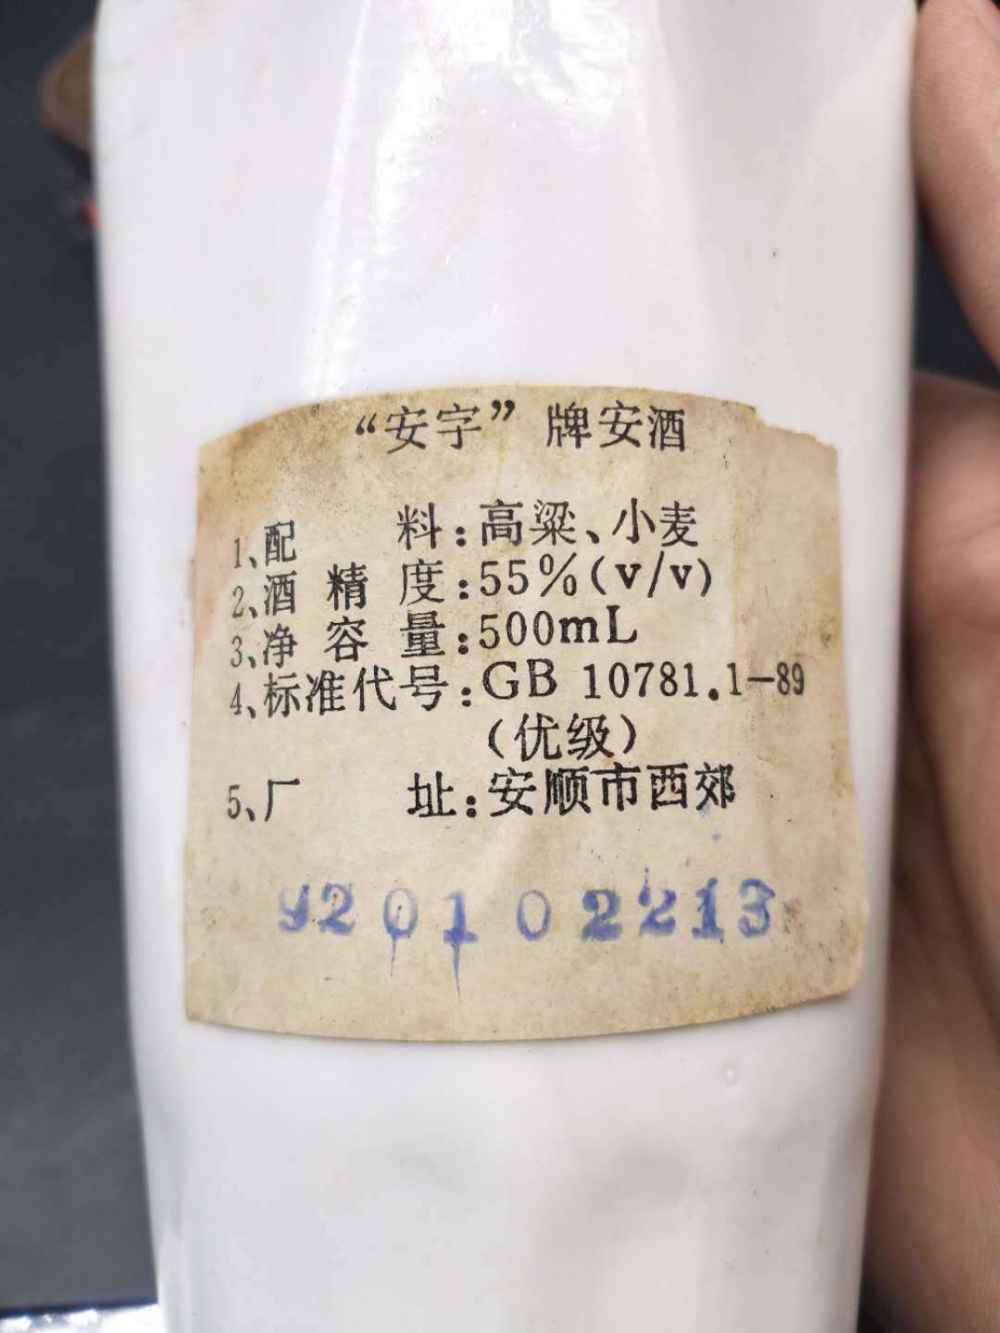 “安字”牌安酒
1、配料：高粱、小麦
2、酒精度：55%(v/v)
3、净容量：500mL
4、标准代号：GB 10781.1-89
(优级)
5、厂址：安顺市西郊
920102213